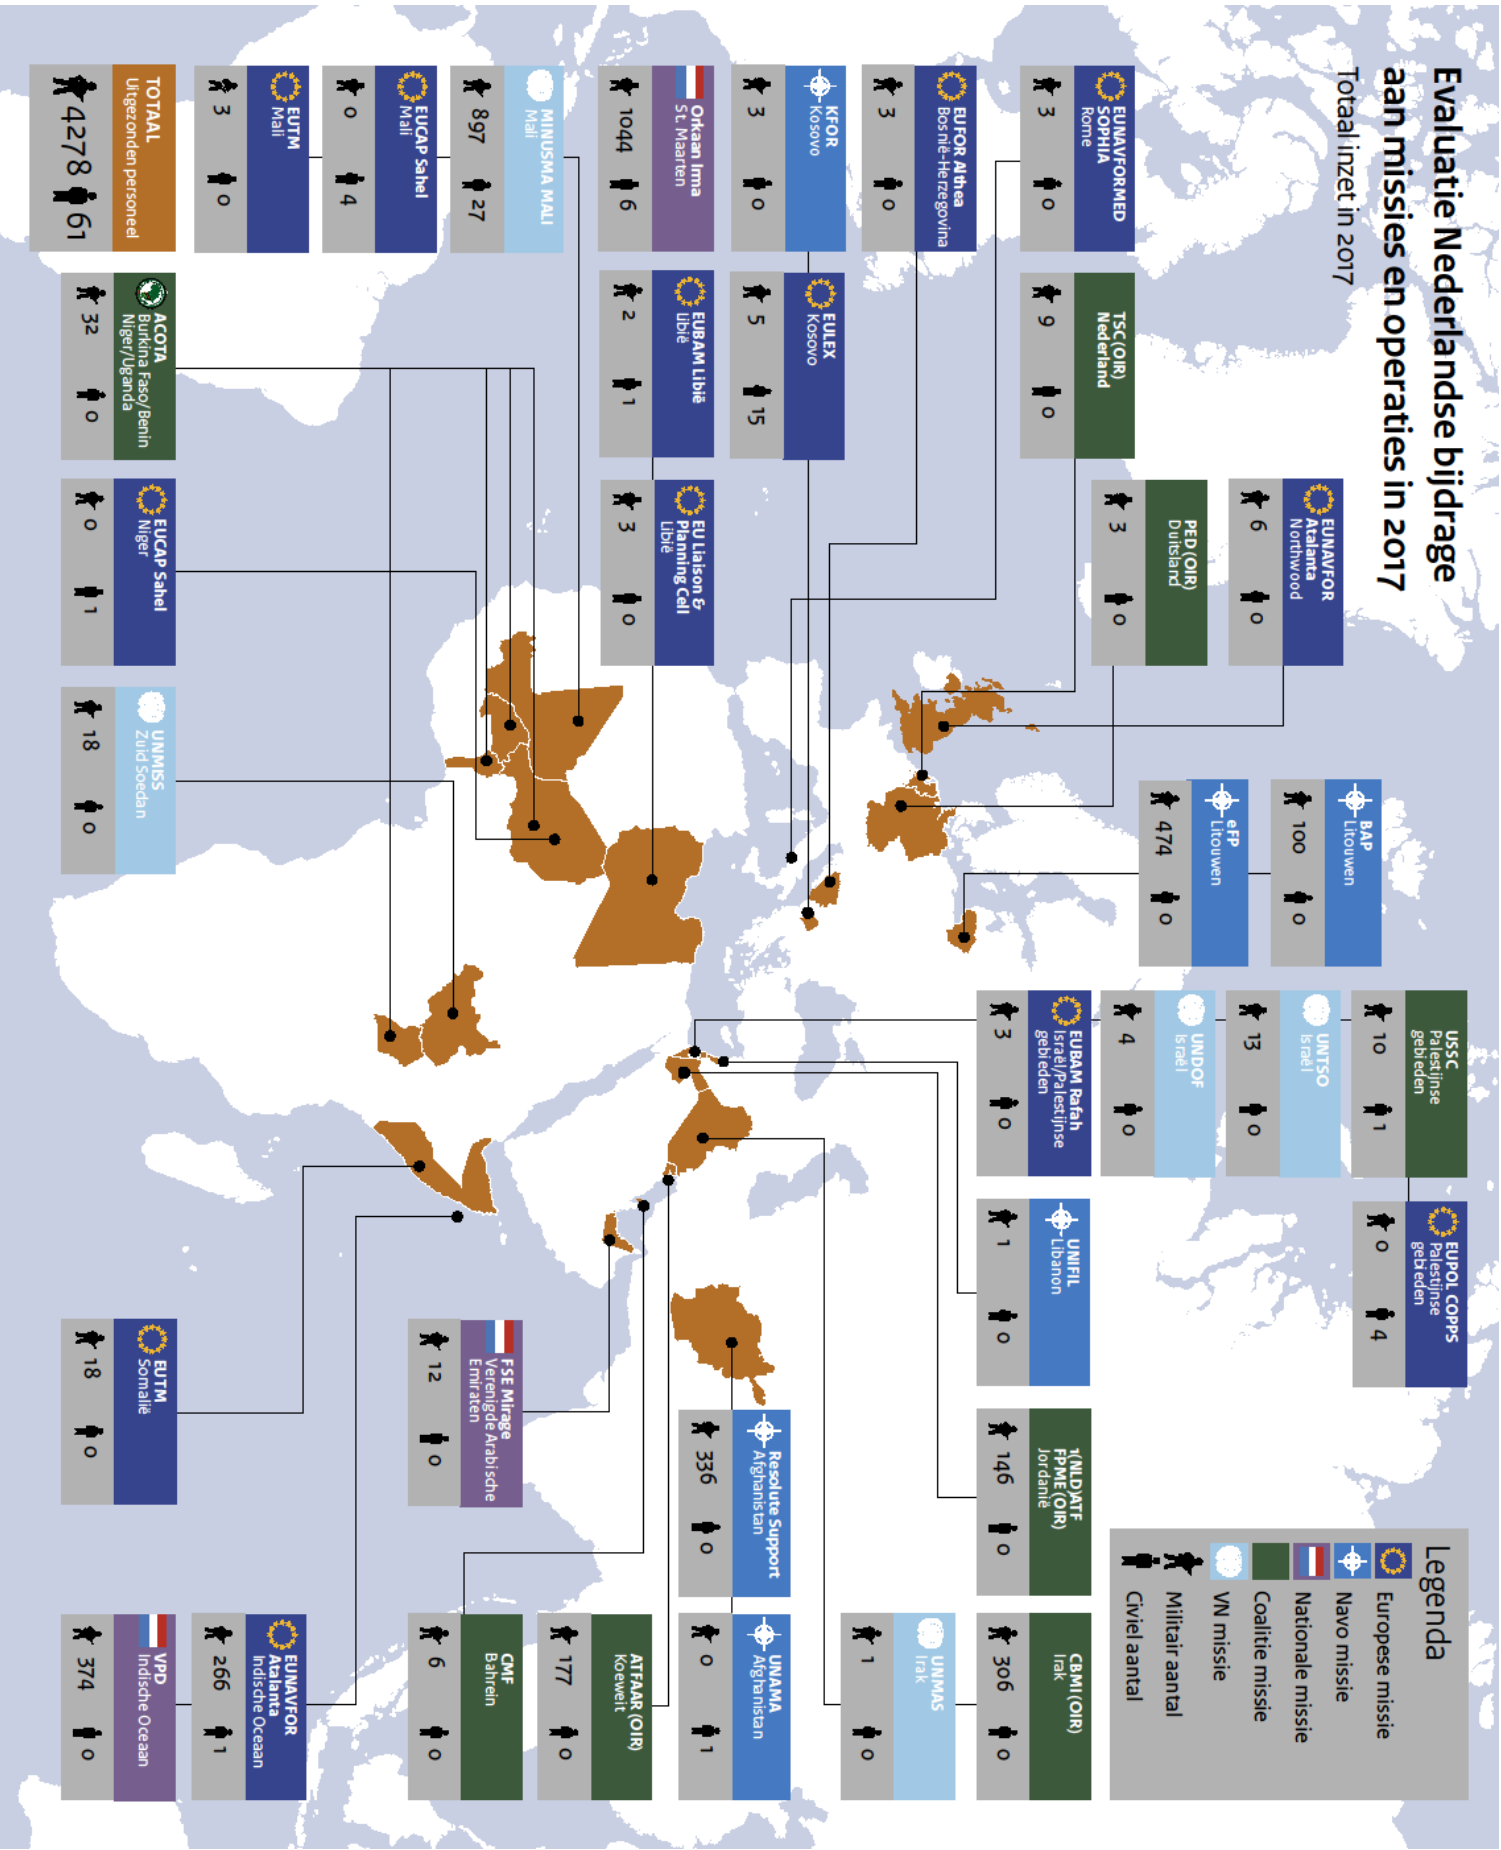 Evaluatie Nederlandse bijdrage
aan missies en operaties in 2017
Totaal inzet in 2017
EUNAVFORMED
SOPHIA
Rome
3 0
EUFOR Althea
Bosnië-Herzegovina
3 0
KFOR
Kosovo
3 0
Orkaan Irma
St. Maarten
1044 6
MINUSMA MALI
Mali
897 27
EUCAP Sahel
Mali
0 4
EUTM
Mali
3 0
TOTAAL
Uitgezonden personeel
4278 61
TSC (OIR)
Nederland
9 0
EULEX
Kosovo
5 15
EUBAM Libië
Libië
2 1
ACOTA
Burkina Faso/Benin
Niger/Uganda
32 0
EUNAVFOR
Atalanta
Northwood
6 0
PED (OIR)
Duitsland
3 0
EU Liaison &
Planning Cell
Libië
3 0
EUCAP Sahel
Niger
0 1
UNMISS
Zuid Soedan
18 0
BAP
Litouwen
100 0
eFP
Litouwen
474 0
USSC
Palestijnse
gebieden
10 1
UNTSO
Israël
13 0
UNDOF
Israël
4 0
EUBAM Rafah
Israël/Palestijnse
gebieden
3 0
EUPOL COPPS
Palestijnse
gebieden
0 4
UNIFIL
Libanon
1 0
FSE Mirage
Verenigde Arabische
Emiraten
12 0
EUTM
Somalië
18 0
1(NLD)ATF
FPME (OIR)
Jordanië
146 0
Resolute Support
Afghanistan
336 0
CBMI (OIR)
Irak
306 0
UNMAS
Irak
1 0
UNAMA
Afghanistan
0 1
ATFAAR (OIR)
Koeweit
177 0
CMF
Bahrein
6 0
EUNAVFOR
Atalanta
Indische Oceaan
266 1
VPD
Indische Oceaan
374 0
Legenda
Europese missie
Navo missie
Nationale missie
Coalitie missie
VN missie
Militair aantal
Civiel aantal